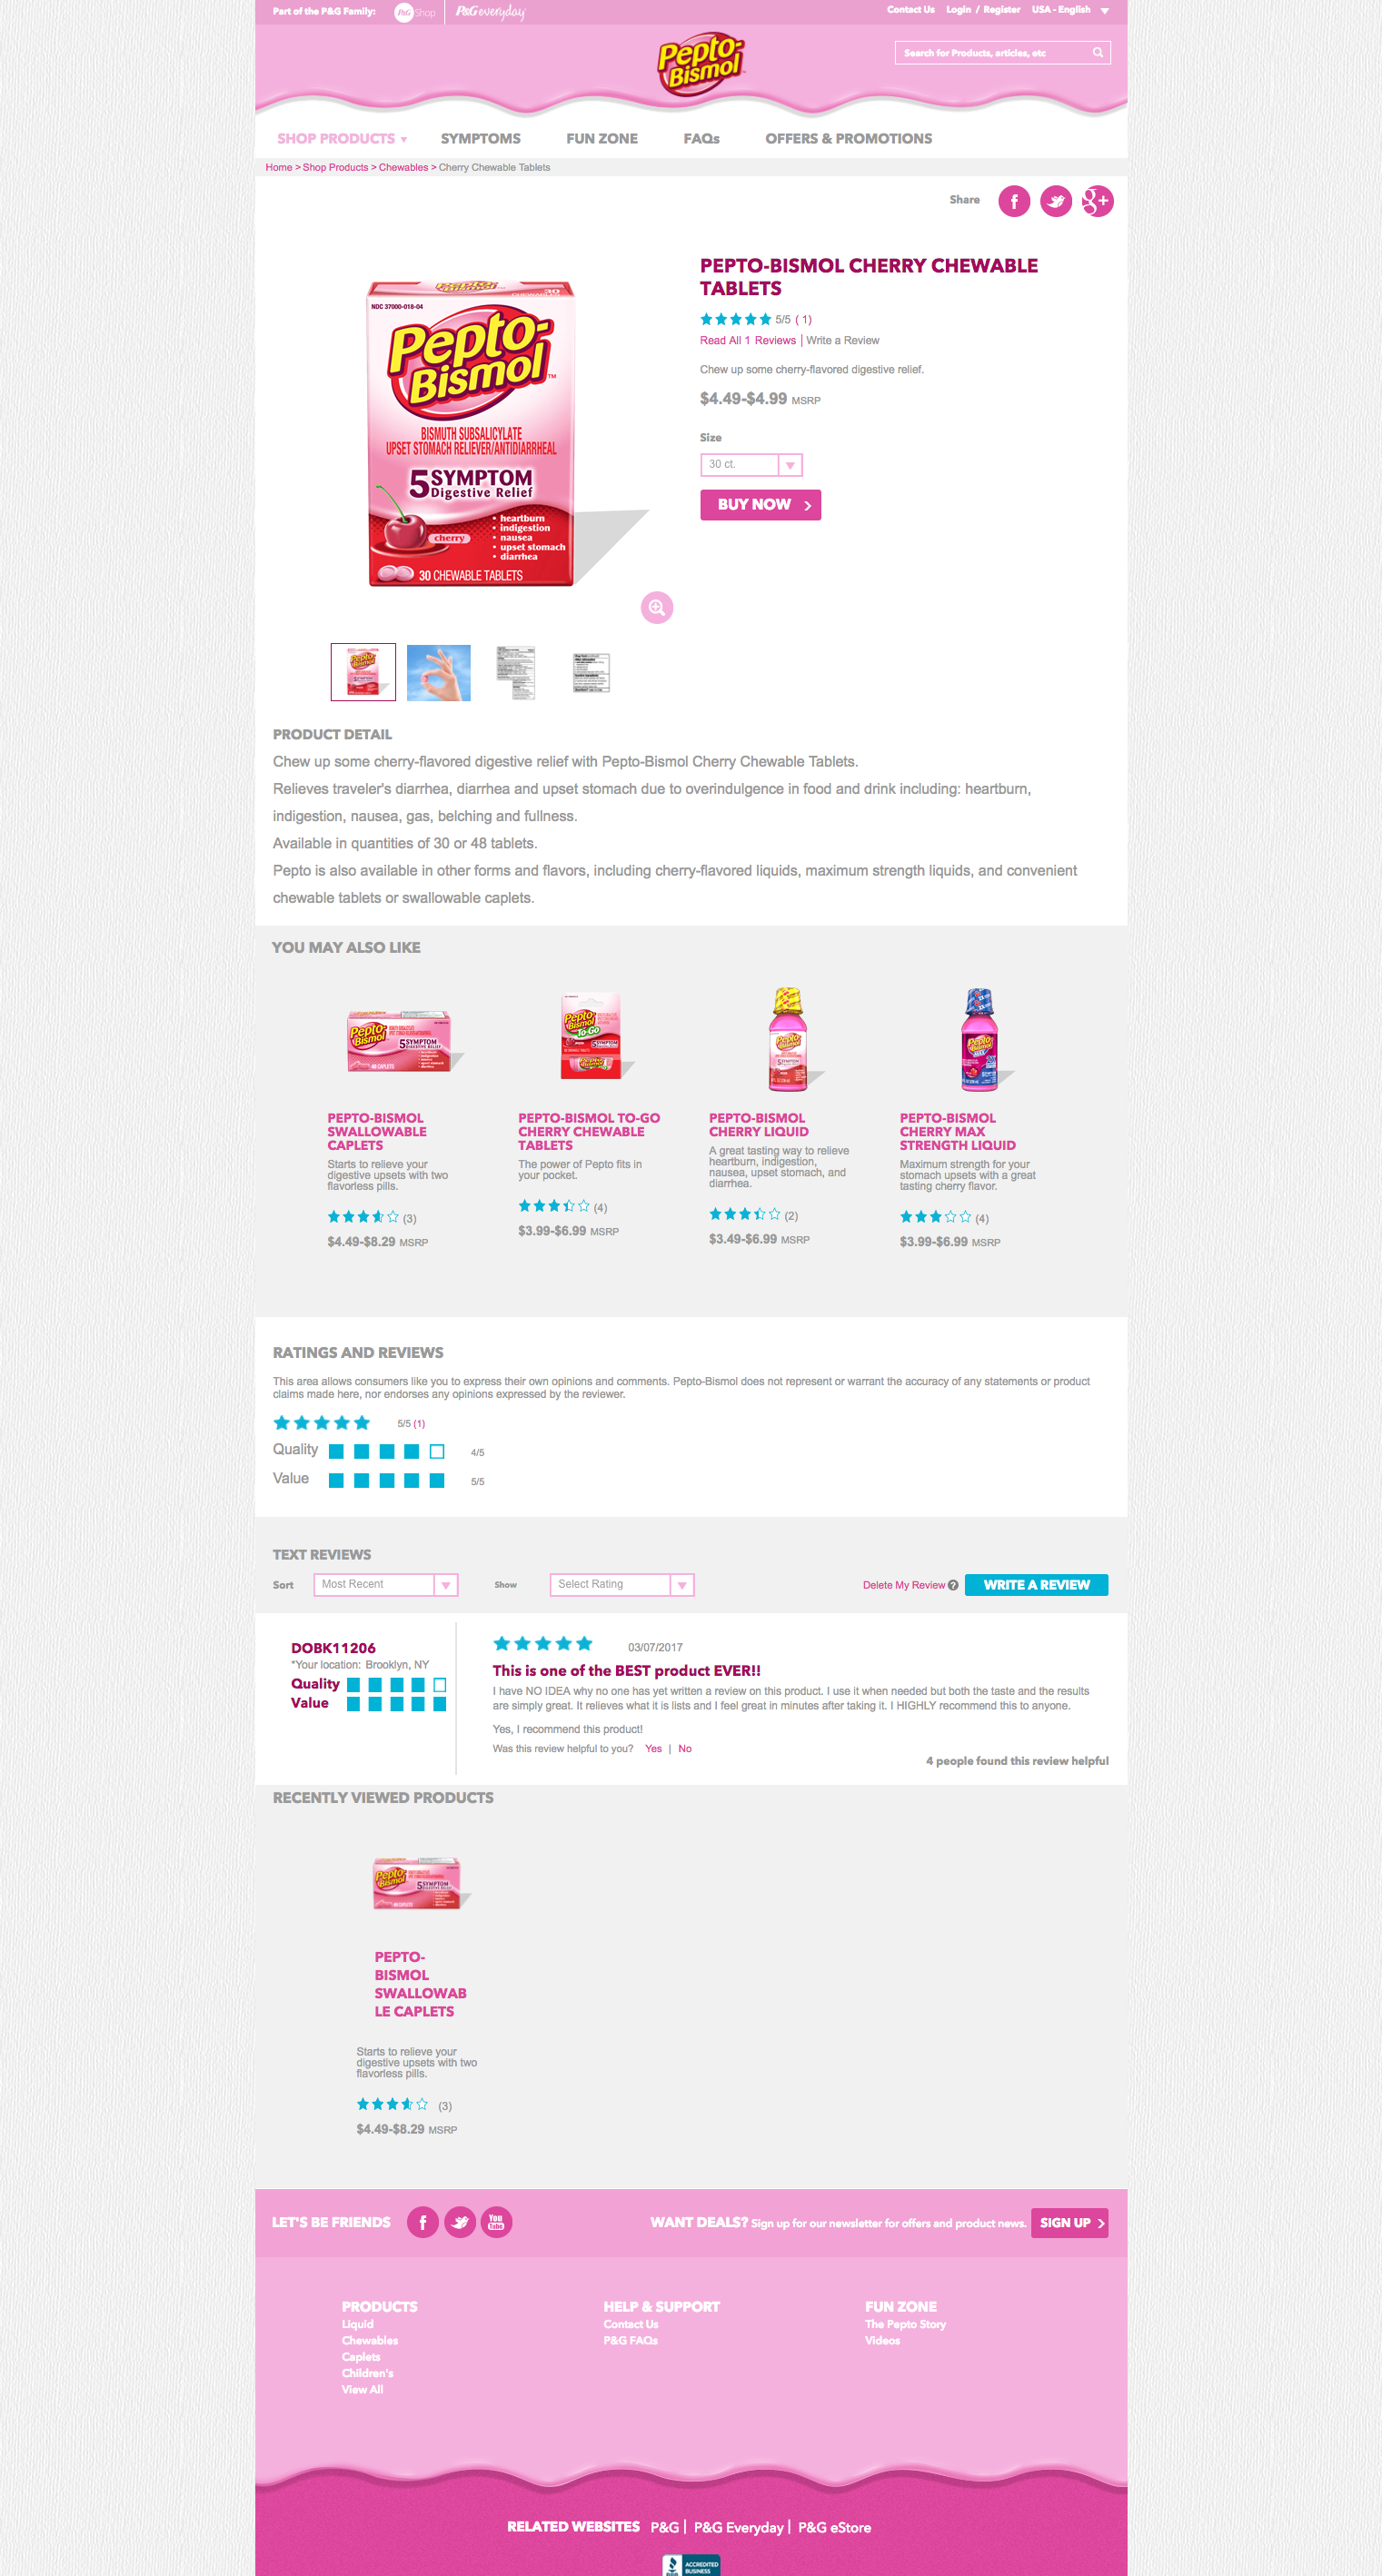 Part of the P&G Family:
P&G Shop
P&G everyday
Contact Us Login / Register USA - English
Pepto-
Bismol
Search for Products, articles, etc
SHOP PRODUCTS SYMPTOMS FUN ZONE FAQs OFFERS & PROMOTIONS
Home > Shop Products > Chewables > Cherry Chewable Tablets
Share
f
g+
NDC 37000-018-04
Pepto-
Bismol™
BISMUTH SUBSALICYLATE
UPSET STOMACH RELIEVER/ANTIDIARRHEAL
5 SYMPTOM
Digestive Relief
• heartburn
• indigestion
• nausea
• upset stomach
• diarrhea
cherry
30 CHEWABLE TABLETS
PEPTO-BISMOL CHERRY CHEWABLE
TABLETS
5/5 ( 1)
Read All 1 Reviews | Write a Review
Chew up some cherry-flavored digestive relief.
$4.49-$4.99 MSRP
Size
30 ct.
BUY NOW
PRODUCT DETAIL
Chew up some cherry-flavored digestive relief with Pepto-Bismol Cherry Chewable Tablets.
Relieves traveler's diarrhea, diarrhea and upset stomach due to overindulgence in food and drink including: heartburn,
indigestion, nausea, gas, belching and fullness.
Available in quantities of 30 or 48 tablets.
Pepto is also available in other forms and flavors, including cherry-flavored liquids, maximum strength liquids, and convenient
chewable tablets or swallowable caplets.
YOU MAY ALSO LIKE
PEPTO-BISMOL
SWALLOWABLE
CAPLETS
Starts to relieve your
digestive upsets with two
flavorless pills.
(3)
$4.49-$8.29 MSRP
PEPTO-BISMOL TO-GO
CHERRY CHEWABLE
TABLETS
The power of Pepto fits in
your pocket.
(4)
$3.99-$6.99 MSRP
PEPTO-BISMOL
CHERRY LIQUID
A great tasting way to relieve
heartburn, indigestion,
nausea, upset stomach, and
diarrhea.
(2)
$3.49-$6.99 MSRP
PEPTO-BISMOL
CHERRY MAX
STRENGTH LIQUID
Maximum strength for your
stomach upsets with a great
tasting cherry flavor.
(4)
$3.99-$6.99 MSRP
RATINGS AND REVIEWS
This area allows consumers like you to express their own opinions and comments. Pepto-Bismol does not represent or warrant the accuracy of any statements or product
claims made here, nor endorses any opinions expressed by the reviewer.
5/5 (1)
Quality 4/5
Value 5/5
TEXT REVIEWS
Sort Most Recent Show Select Rating Delete My Review ? WRITE A REVIEW
DOBK11206
*Your location: Brooklyn, NY
Quality
Value
03/07/2017
This is one of the BEST product EVER!!
I have NO IDEA why no one has yet written a review on this product. I use it when needed but both the taste and the results
are simply great. It relieves what it is lists and I feel great in minutes after taking it. I HIGHLY recommend this to anyone.
Yes, I recommend this product!
Was this review helpful to you? Yes | No
4 people found this review helpful
RECENTLY VIEWED PRODUCTS
PEPTO-
BISMOL
SWALLOWAB
LE CAPLETS
Starts to relieve your
digestive upsets with two
flavorless pills.
(3)
$4.49-$8.29 MSRP
LET'S BE FRIENDS
f
You
Tube
WANT DEALS? Sign up for our newsletter for offers and product news. SIGN UP
PRODUCTS
Liquid
Chewables
Caplets
Children's
View All
HELP & SUPPORT
Contact Us
P&G FAQs
FUN ZONE
The Pepto Story
Videos
RELATED WEBSITES P&G | P&G Everyday | P&G eStore
ACCREDITED
BUSINESS